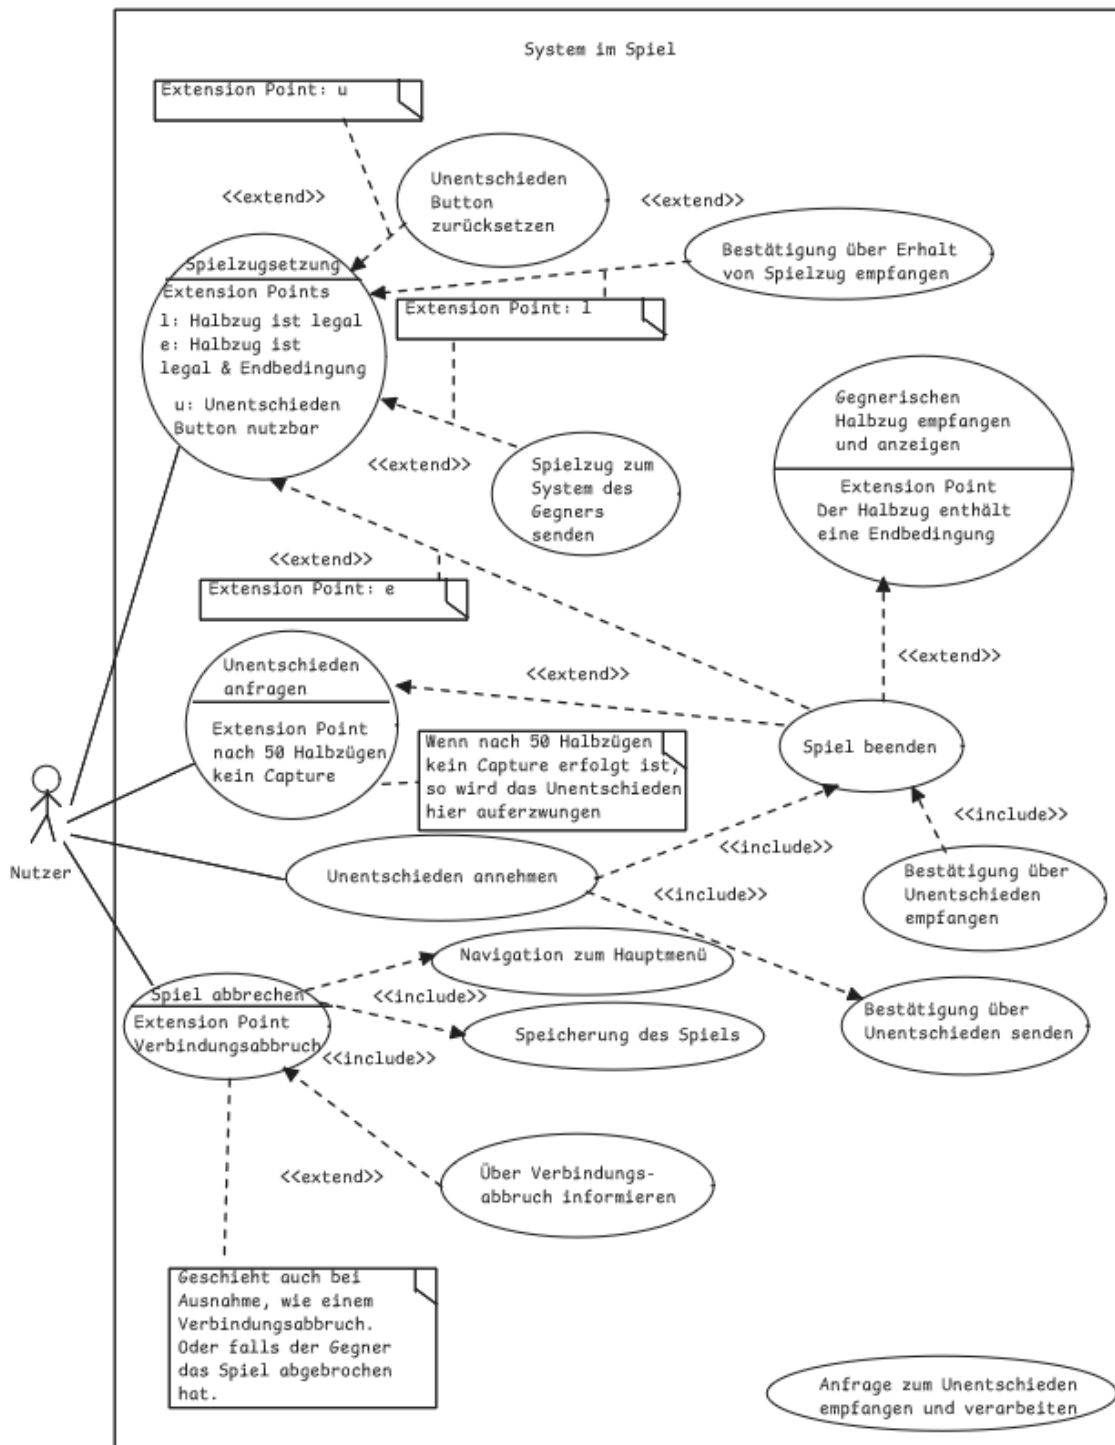 System im Spiel
Extension Point: u
Unentschieden
Button
zurücksetzen
<<extend>>
<<extend>>
Bestätigung über Erhalt
von Spielzug empfangen
Spielzugsetzung
Extension Points
l: Halbzug ist legal
e: Halbzug ist
legal & Endbedingung
u: Unentschieden
Button nutzbar
Extension Point: l
<<extend>>
Spielzug zum
System des
Gegners
senden
Gegnerischen
Halbzug empfangen
und anzeigen
Extension Point
Der Halbzug enthält
eine Endbedingung
<<extend>>
Extension Point: e
<<extend>>
Unentschieden
anfragen
Extension Point
nach 50 Halbzügen
kein Capture
<<extend>>
Wenn nach 50 Halbzügen
kein Capture erfolgt ist,
so wird das Unentschieden
hier auferzwungen
Spiel beenden
<<include>>
<<include>>
Nutzer
Unentschieden annehmen
<<include>>
Bestätigung über
Unentschieden
empfangen
Navigation zum Hauptmenü
Spiel abbrechen
Extension Point
Verbindungsabbruch
<<include>>
<<include>>
Speicherung des Spiels
Bestätigung über
Unentschieden senden
<<extend>>
Über Verbindungs-
abbruch informieren
Geschieht auch bei
Ausnahme, wie einem
Verbindungsabbruch.
Oder falls der Gegner
das Spiel abgebrochen
hat.
Anfrage zum Unentschieden
empfangen und verarbeiten